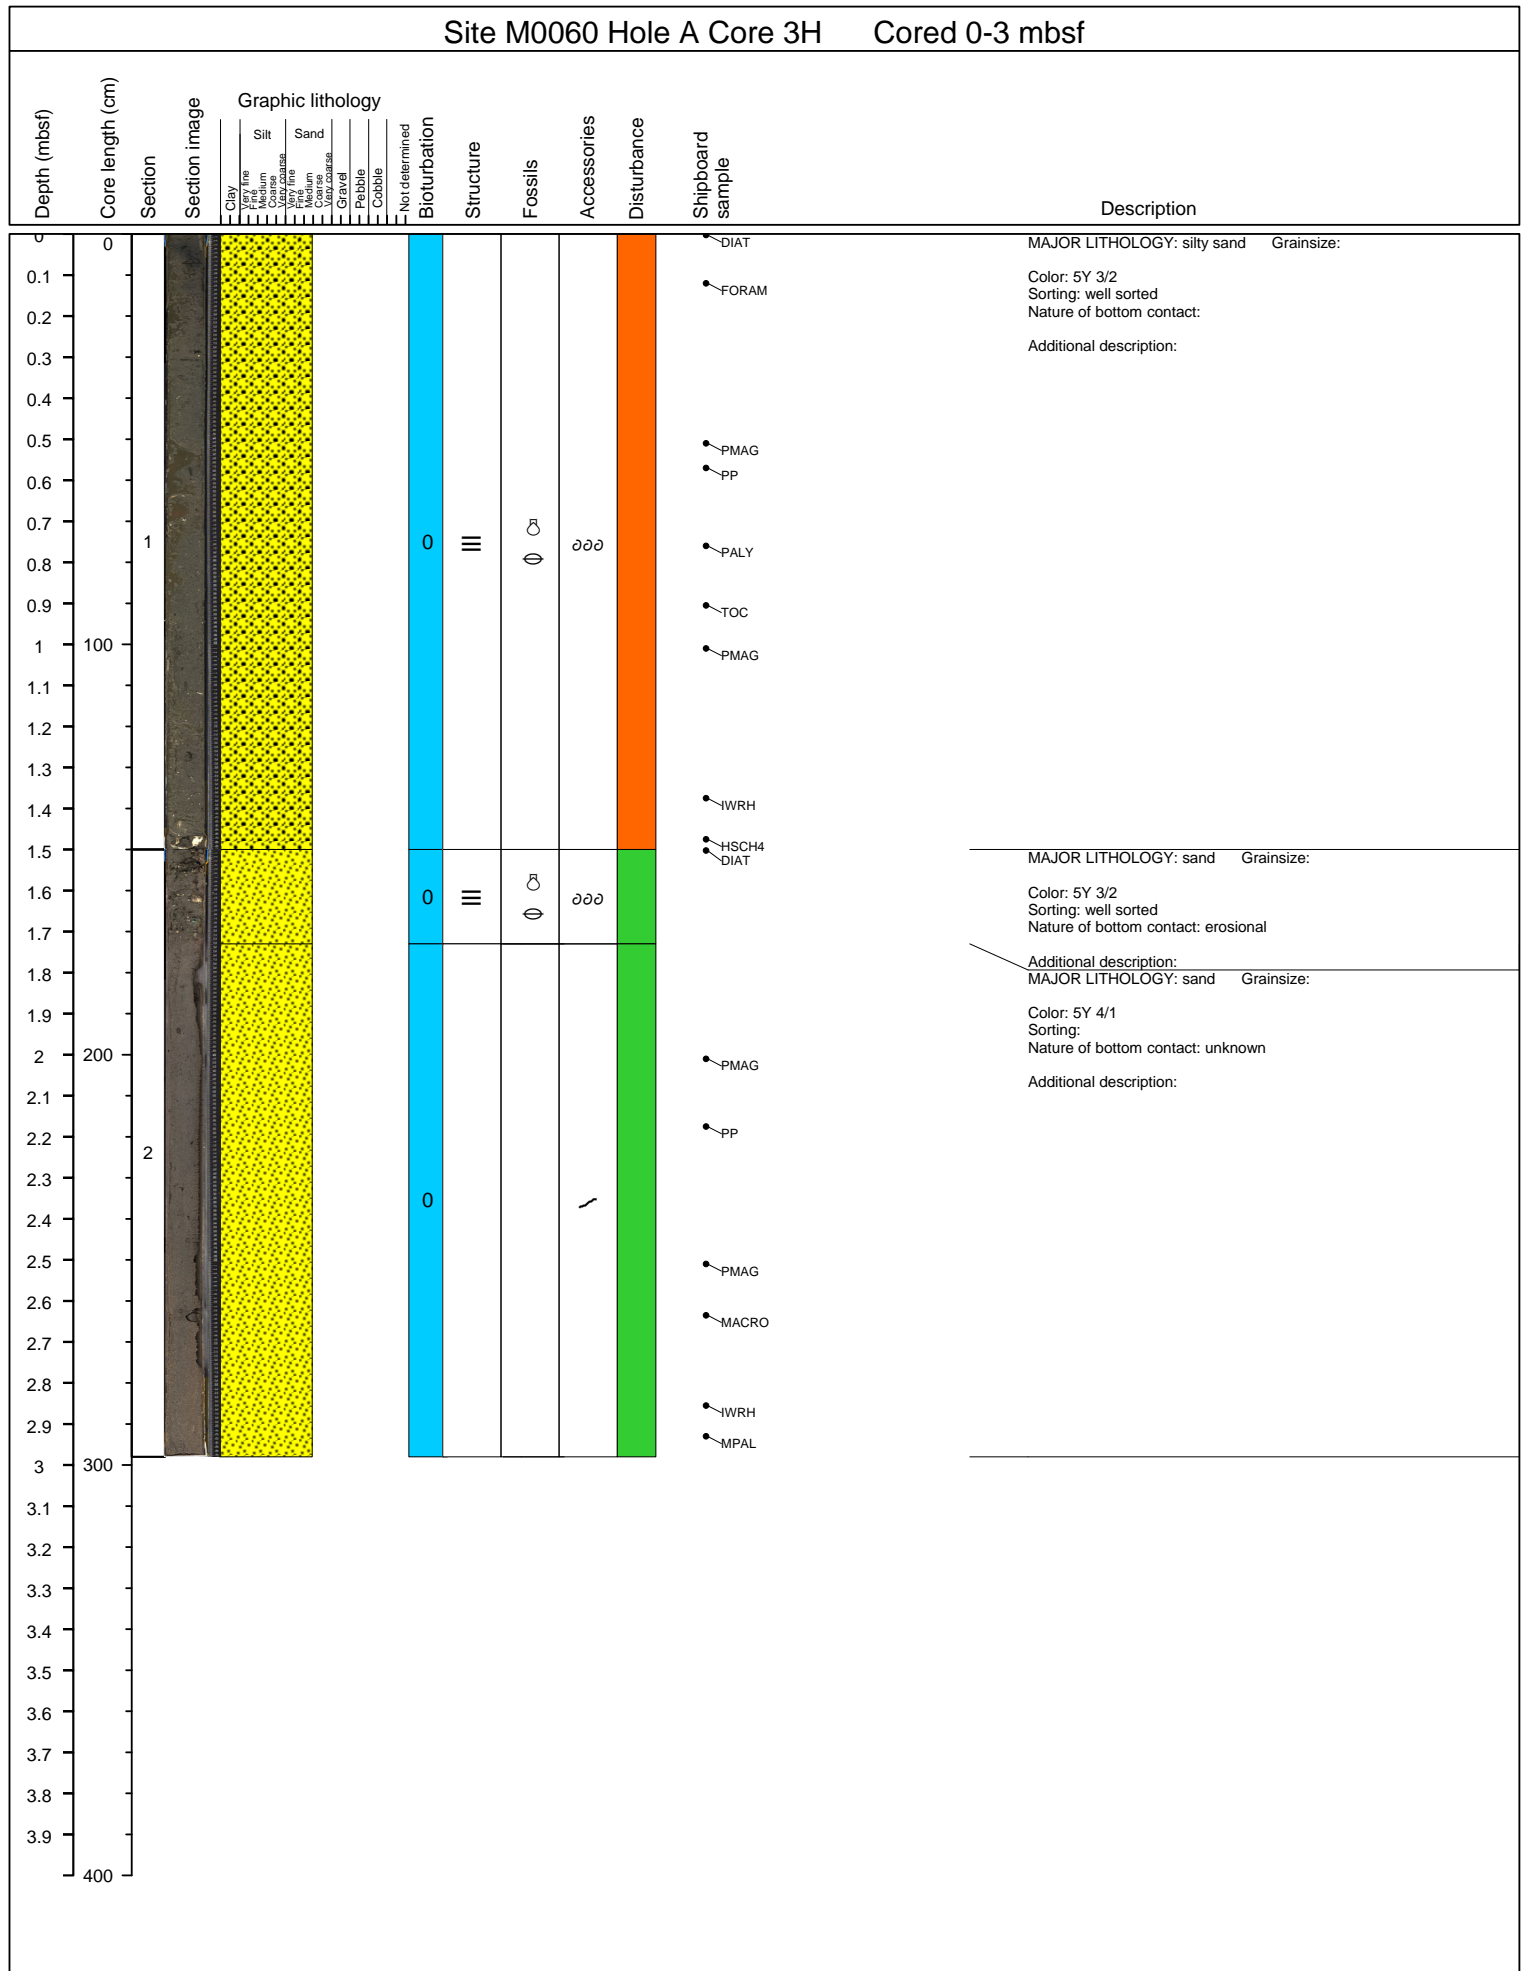 Site M0060 Hole A Core 3H Cored 0-3 mbsf
Depth (mbsf)
Core length (cm)
Section
Section image
Graphic lithology
Clay
Silt
Very fine
Fine
Medium
Coarse
Very coarse
Sand
Very fine
Fine
Medium
Coarse
Very coarse
Gravel
Pebble
Cobble
Not determined
Bioturbation
Structure
Fossils
Accessories
Disturbance
Shipboard
sample
Description
0
0.1
0.2
0.3
0.4
0.5
0.6
0.7
0.8
0.9
1
1.1
1.2
1.3
1.4
1.5
1.6
1.7
1.8
1.9
2
2.1
2.2
2.3
2.4
2.5
2.6
2.7
2.8
2.9
3
3.1
3.2
3.3
3.4
3.5
3.6
3.7
3.8
3.9
0
100
200
300
400
1
2
0
0
0
DIAT
FORAM
PMAG
PP
PALY
TOC
PMAG
IWRH
HSCH4
DIAT
PMAG
PP
PMAG
MACRO
IWRH
MPAL
MAJOR LITHOLOGY: silty sand Grainsize:
Color: 5Y 3/2
Sorting: well sorted
Nature of bottom contact:
Additional description:
MAJOR LITHOLOGY: sand Grainsize:
Color: 5Y 3/2
Sorting: well sorted
Nature of bottom contact: erosional
Additional description:
MAJOR LITHOLOGY: sand Grainsize:
Color: 5Y 4/1
Sorting:
Nature of bottom contact: unknown
Additional description: